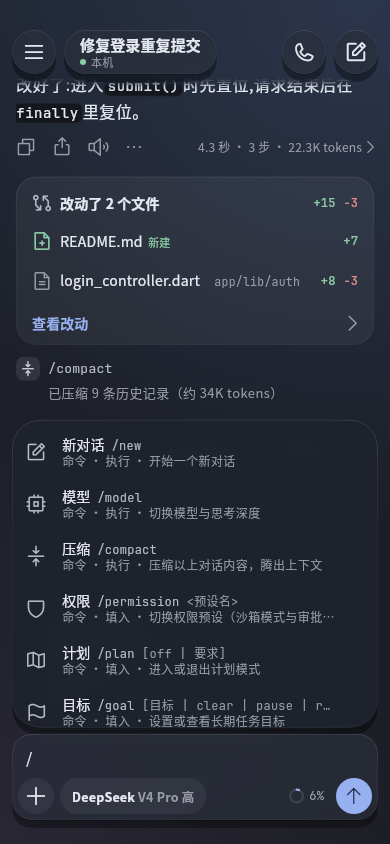 修复登录重复提交
本机
改好了:进入 submit() 时先置位,请求结束后在
finally 里复位。
4.3 秒 · 3 步 · 22.3K tokens
改动了 2 个文件 +15 -3
README.md 新建 +7
login_controller.dart app/lib/auth +8 -3
查看改动
/compact
已压缩 9 条历史记录（约 34K tokens）
新对话 /new
命令 · 执行 · 开始一个新对话
模型 /model
命令 · 执行 · 切换模型与思考深度
压缩 /compact
命令 · 执行 · 压缩以上对话内容，腾出上下文
权限 /permission <预设名>
命令 · 填入 · 切换权限预设（沙箱模式与审批…
计划 /plan [off | 要求]
命令 · 填入 · 进入或退出计划模式
目标 /goal [目标 | clear | pause | r…
命令 · 填入 · 设置或查看长期任务目标
/
DeepSeek V4 Pro 高 6%